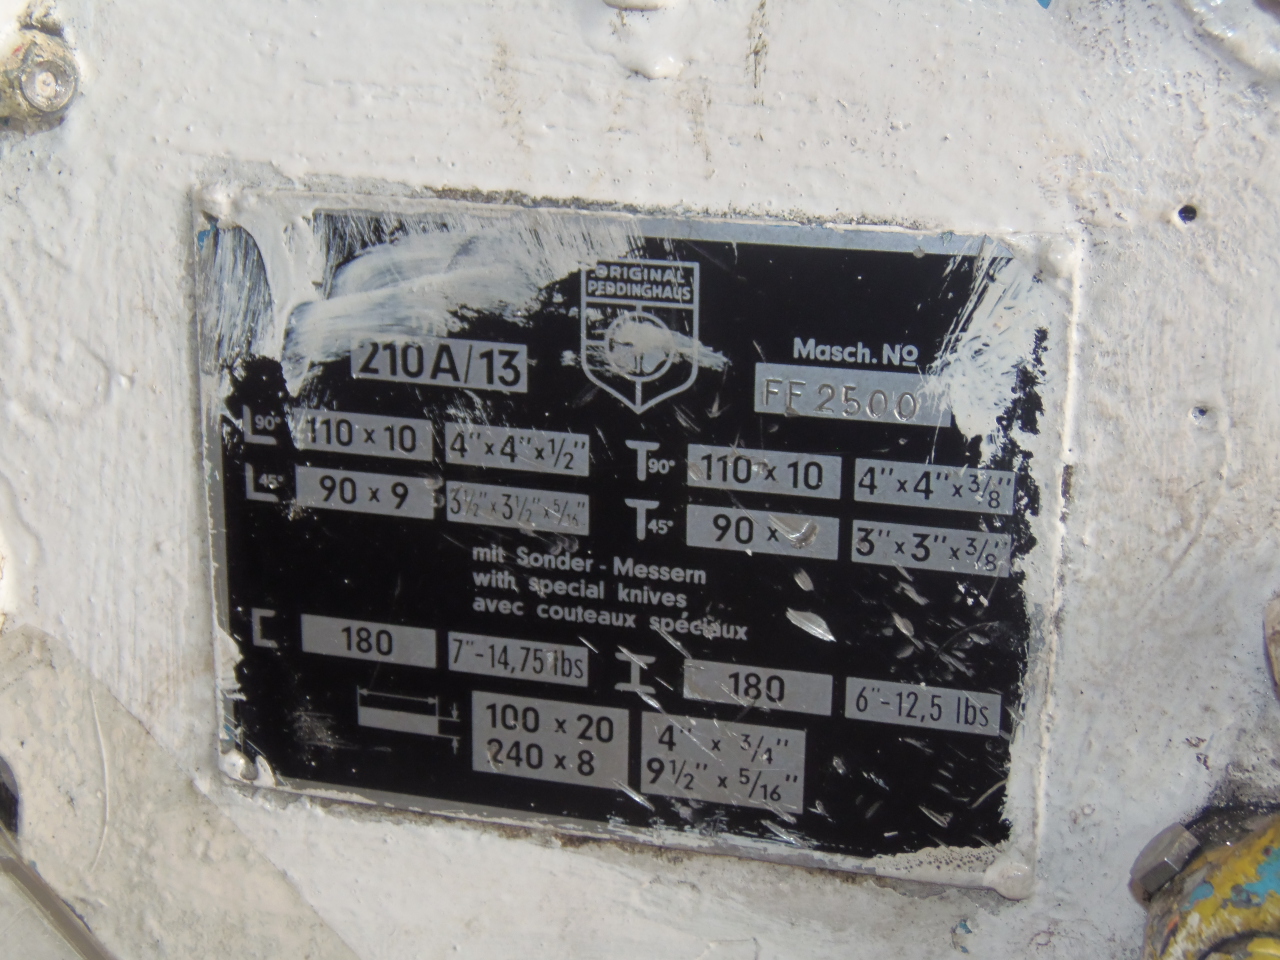 ORIGINAL
PEDDINGHAUS
210A/13
Masch. No
FF 2500
90° 110 x 10 4" x 4" x 1/2"
T 90° 110 x 10 4" x 4" x 3/8"
45° 90 x 9 3 1/2" x 3 1/2" x 5/16"
T 45° 90 x 3" x 3" x 3/8"
mit Sonder - Messern
with special knives
avec couteaux spéciaux
180 7"-14,75 lbs
180 6"-12,5 lbs
100 x 20 4" x 3/4"
240 x 8 9 1/2" x 5/16"